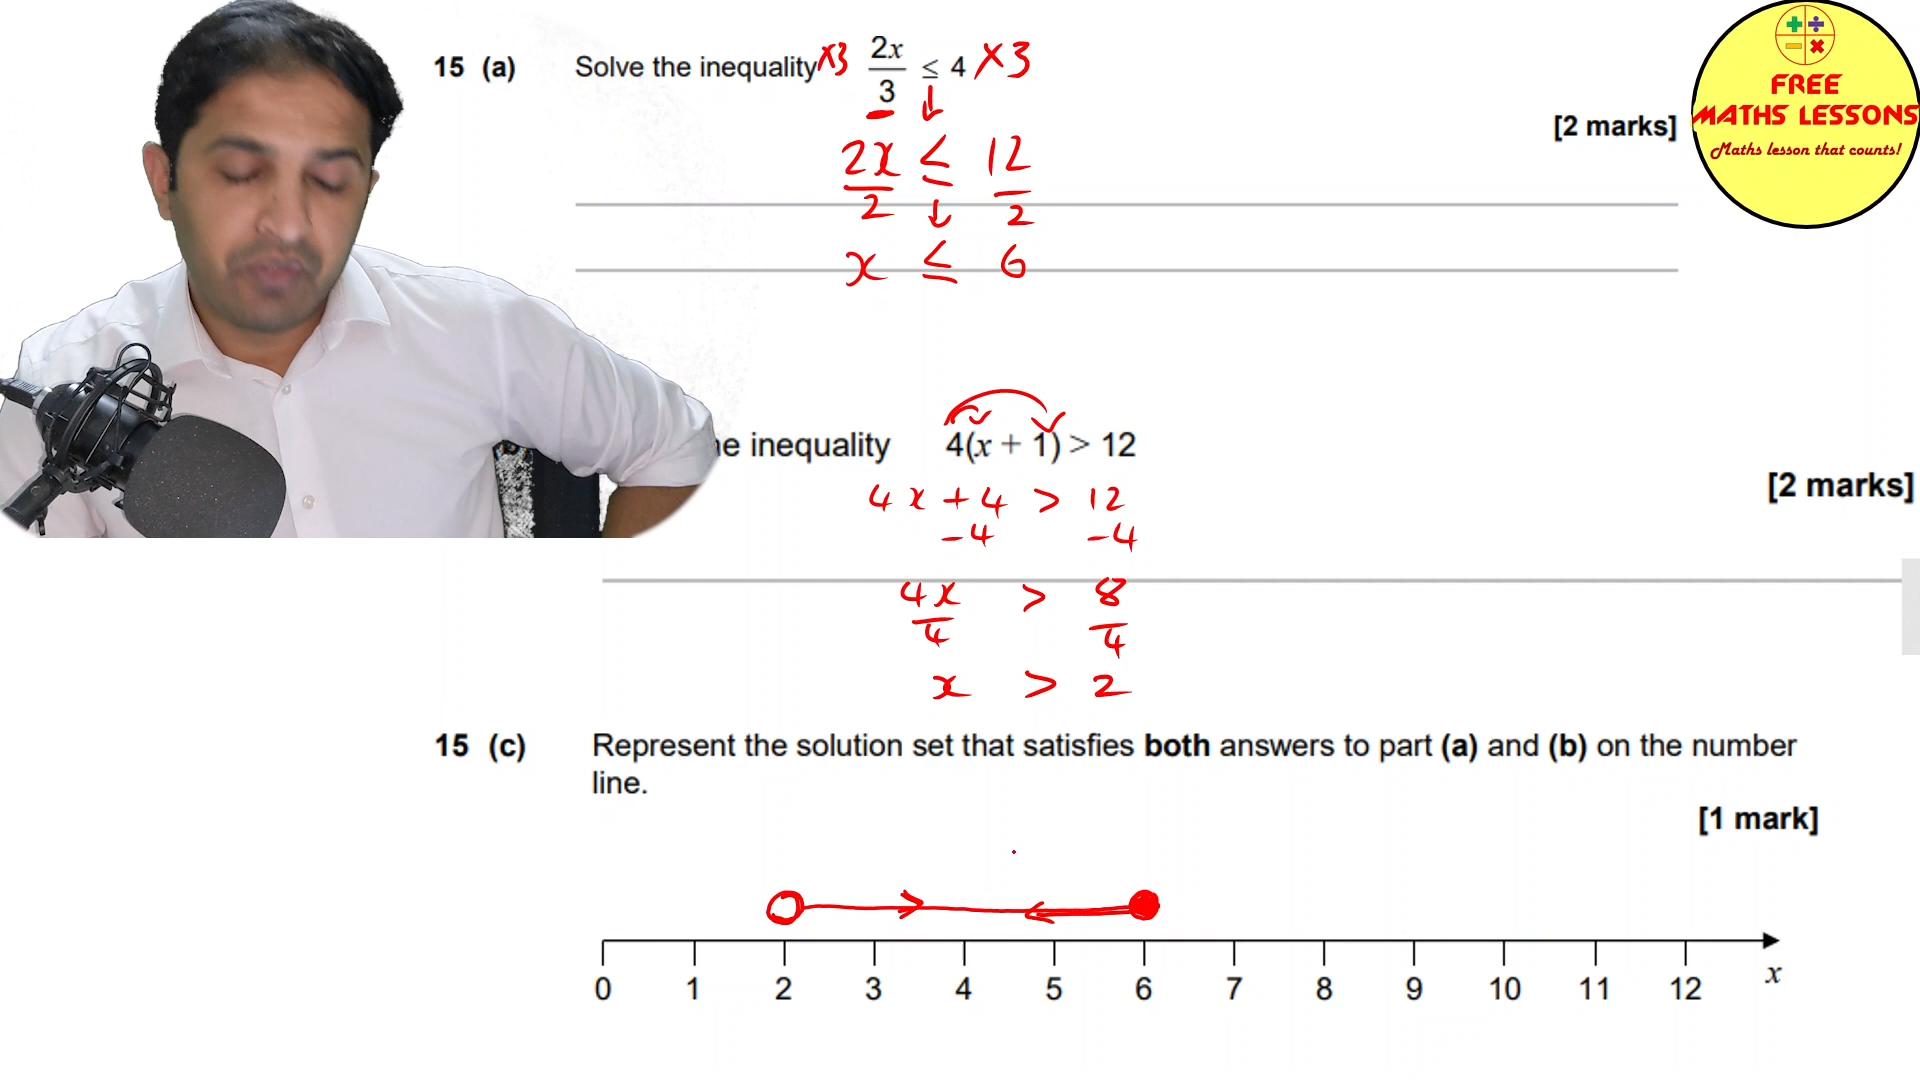 15 (a) Solve the inequality ×3 2x/3 ≤ 4 ×3
[2 marks]
2x/2 ≤ 12/2
x ≤ 6
FREE
MATHS LESSONS
Maths lesson that counts!
e inequality 4(x + 1) > 12
[2 marks]
4x + 4 > 12
-4 -4
4x/4 > 8/4
x > 2
15 (c) Represent the solution set that satisfies both answers to part (a) and (b) on the number
line.
[1 mark]
0 1 2 3 4 5 6 7 8 9 10 11 12 x